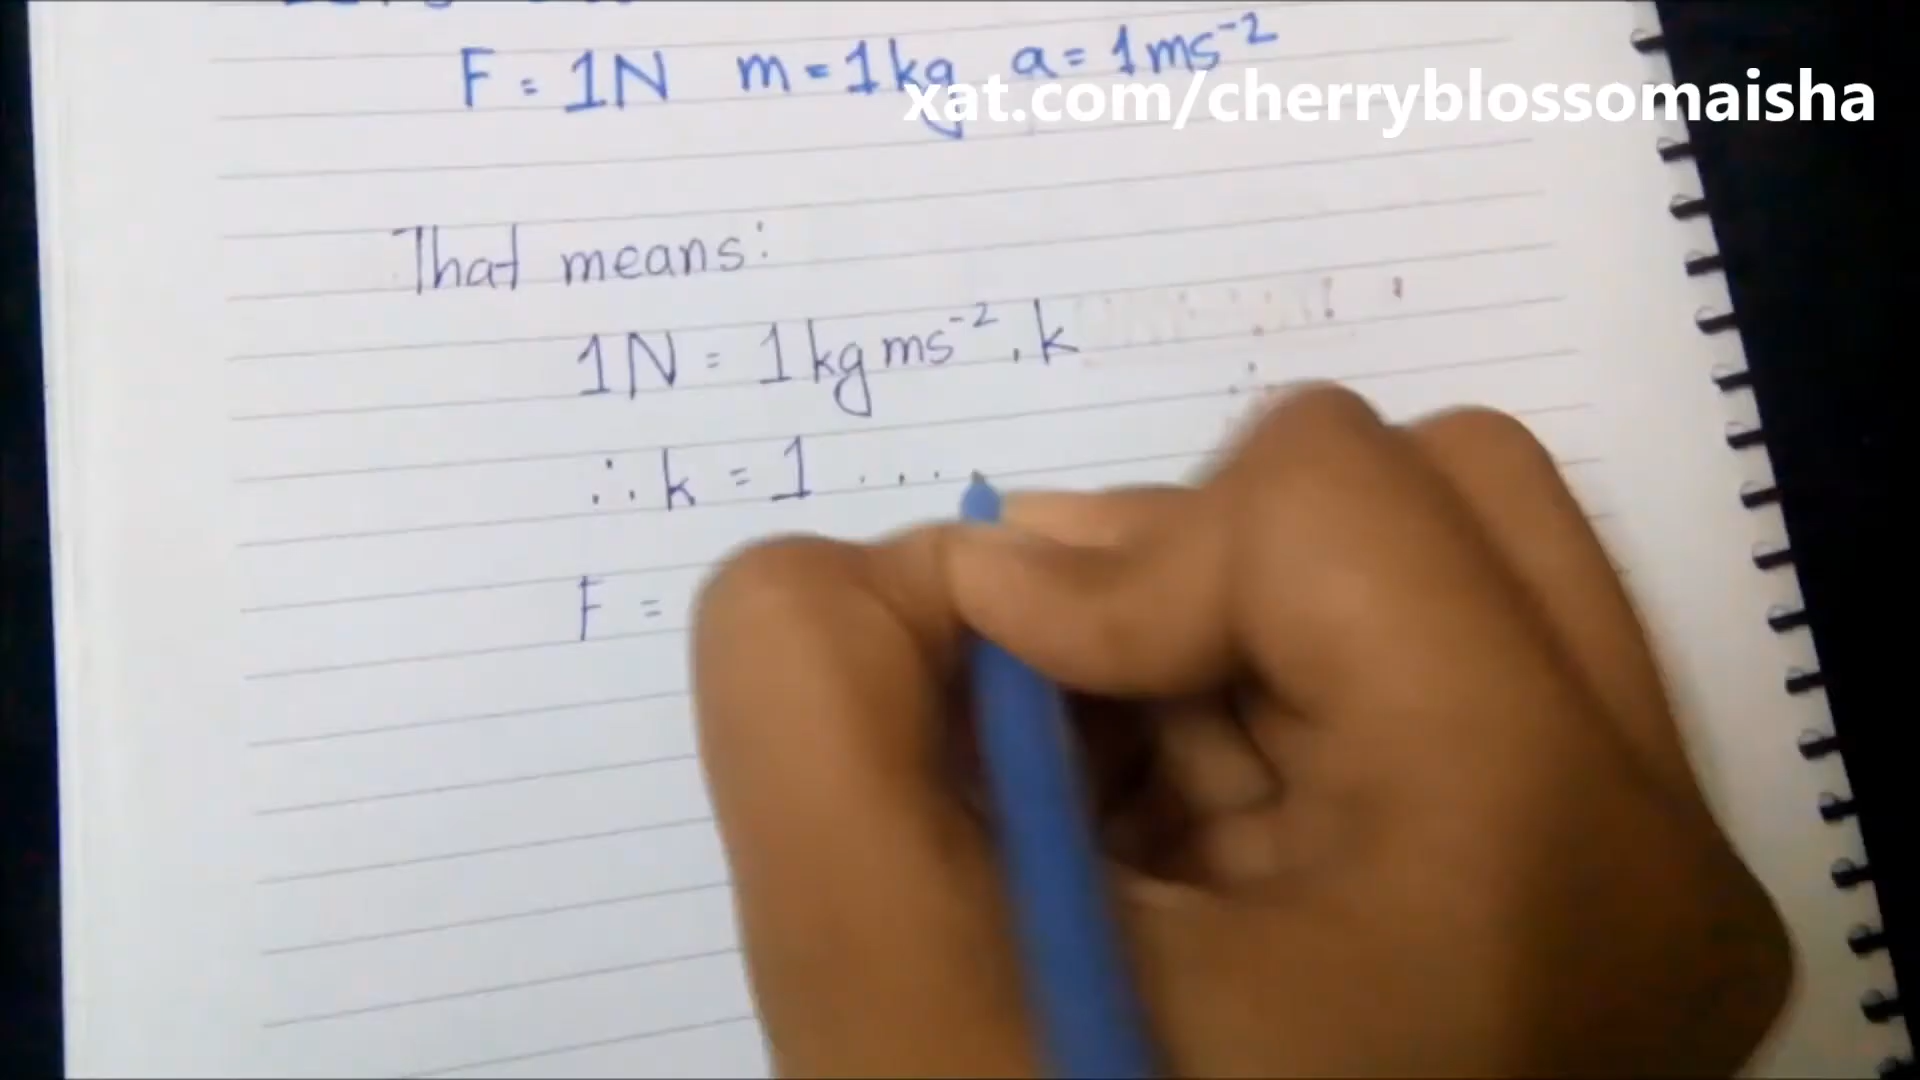 F = 1N m = 1kg a = 1ms⁻²
xat.com/cherryblossomaisha
That means:
1N = 1kgms⁻².k
∴ k = 1 ....
F =